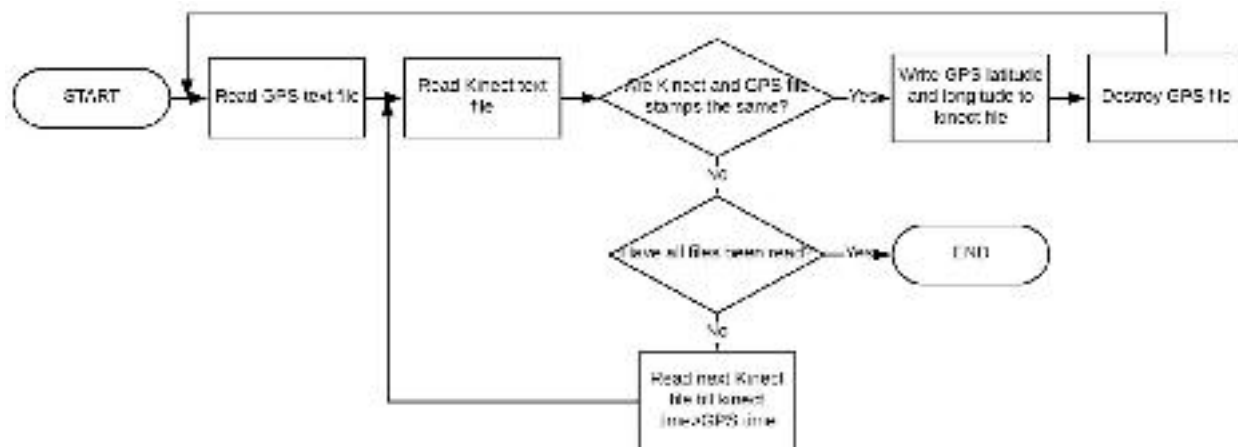 START
Read GPS text file
Read Kinect text
file
Are Kinect and GPS file
stamps the same?
Yes
Write GPS latitude
and longitude to
kinect file
Destroy GPS file
No
Have all files been read?
Yes
END
No
Read next Kinect
file till kinect
time>GPS time